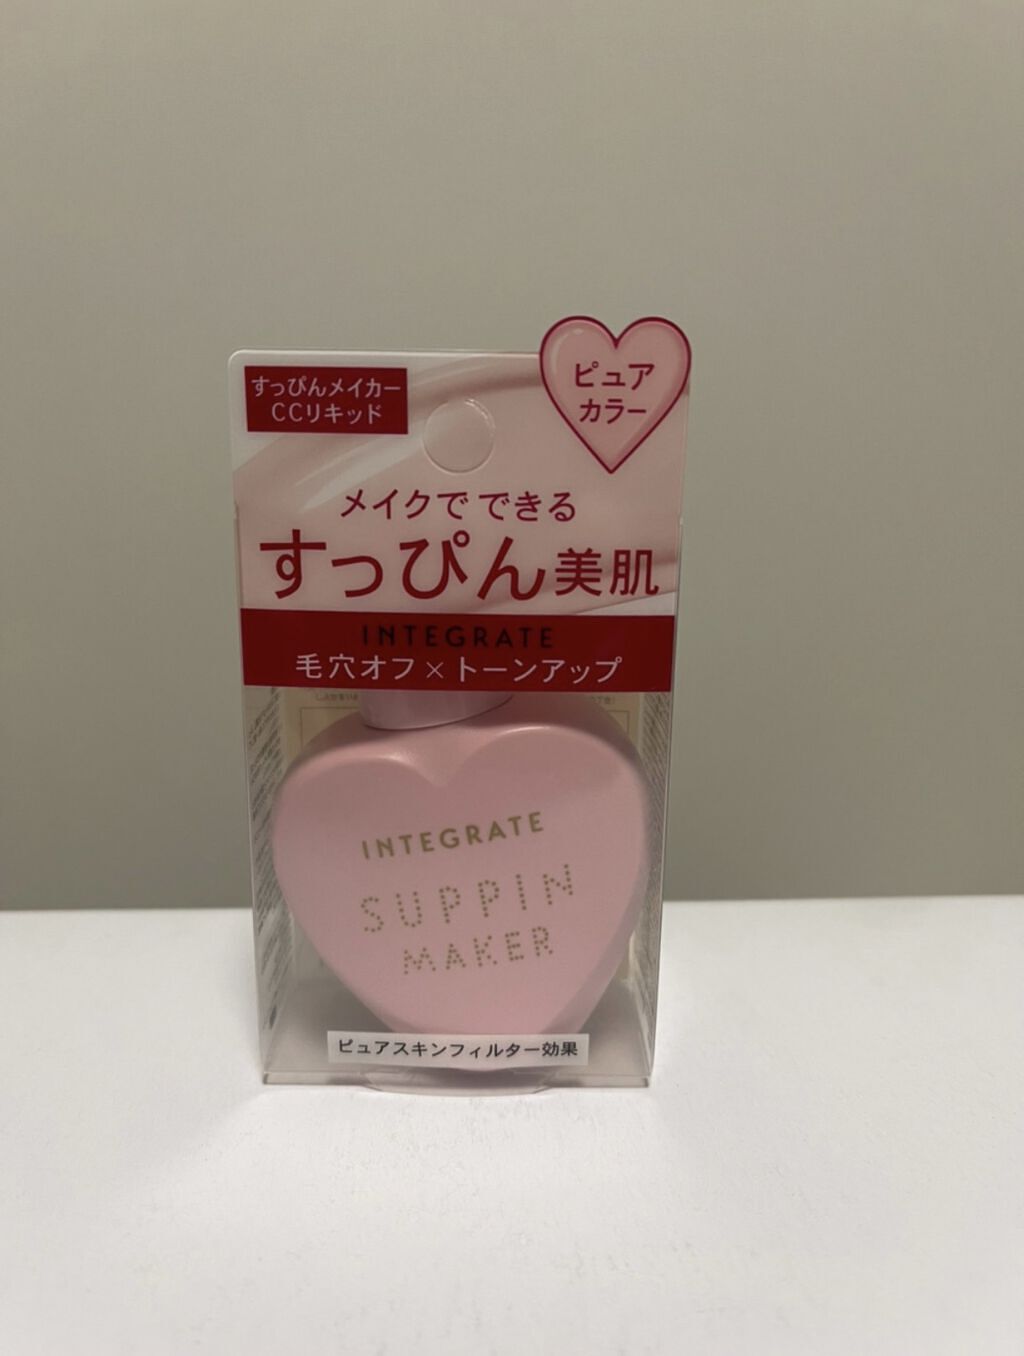 すっぴんメイカー
CCリキッド
ピュア
カラー
メイクで できる
すっぴん美肌
INTEGRATE
毛穴オフ×トーンアップ
INTEGRATE
SUPPIN
MAKER
ピュアスキンフィルター効果